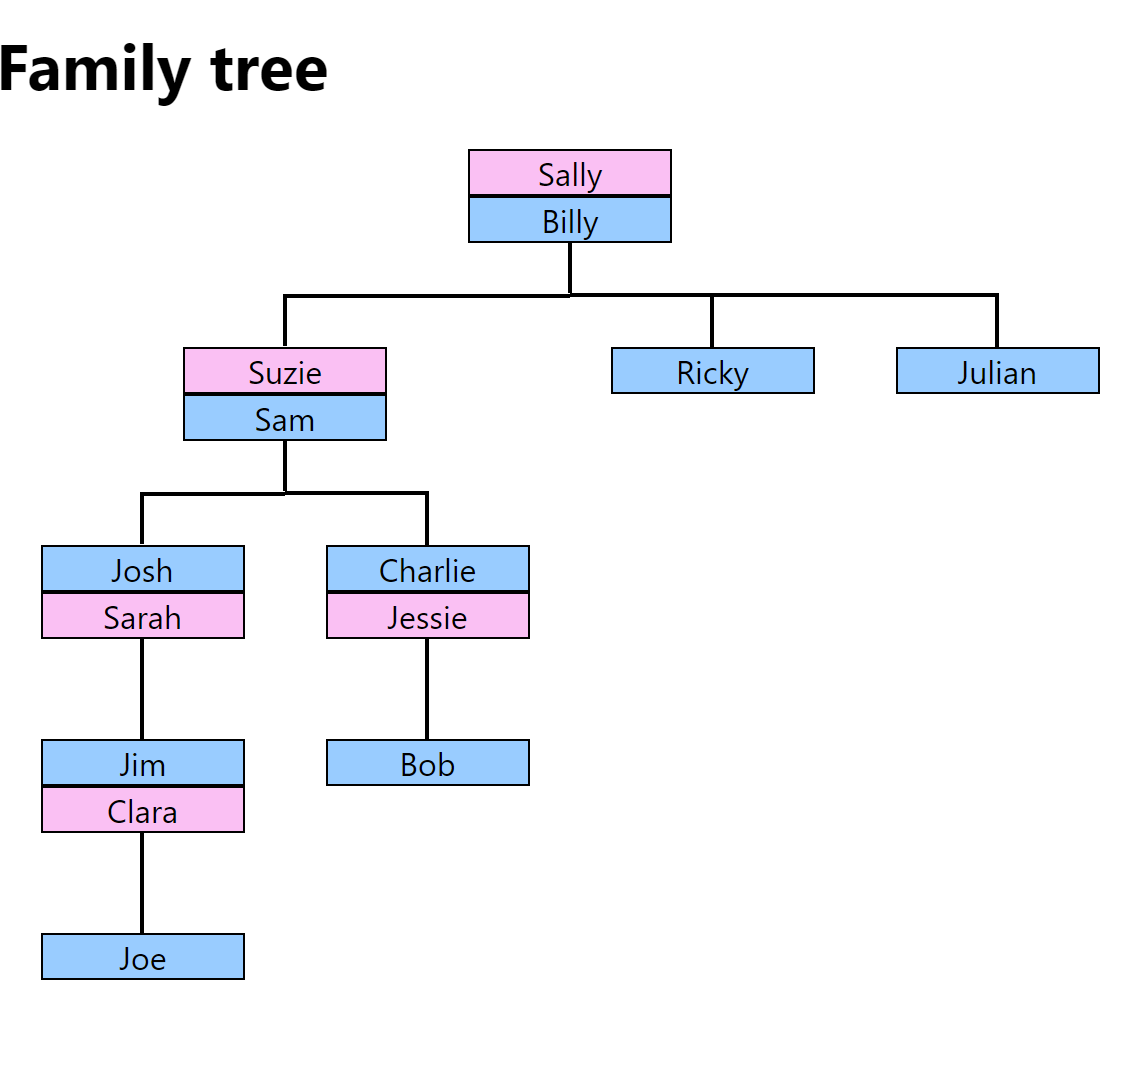 Family tree
Sally
Billy
Suzie
Sam
Ricky
Julian
Josh
Sarah
Charlie
Jessie
Jim
Clara
Bob
Joe